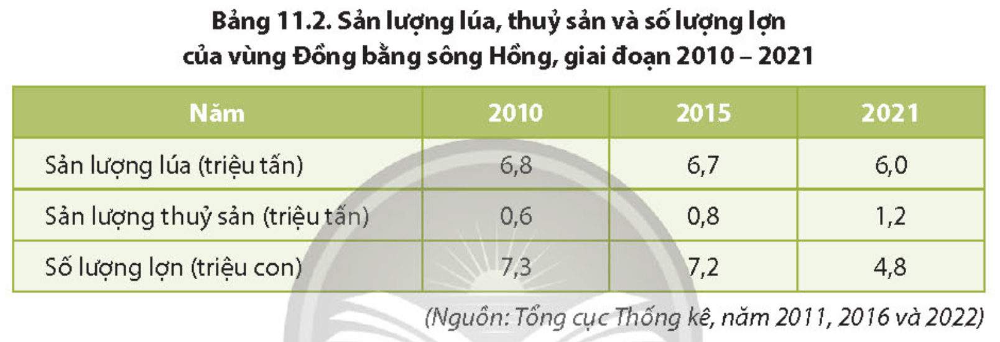 Bảng 11.2. Sản lượng lúa, thuỷ sản và số lượng lợn
của vùng Đồng bằng sông Hồng, giai đoạn 2010 – 2021
Năm 2010 2015 2021
Sản lượng lúa (triệu tấn) 6,8 6,7 6,0
Sản lượng thuỷ sản (triệu tấn) 0,6 0,8 1,2
Số lượng lợn (triệu con) 7,3 7,2 4,8
(Nguồn: Tổng cục Thống kê, năm 2011, 2016 và 2022)